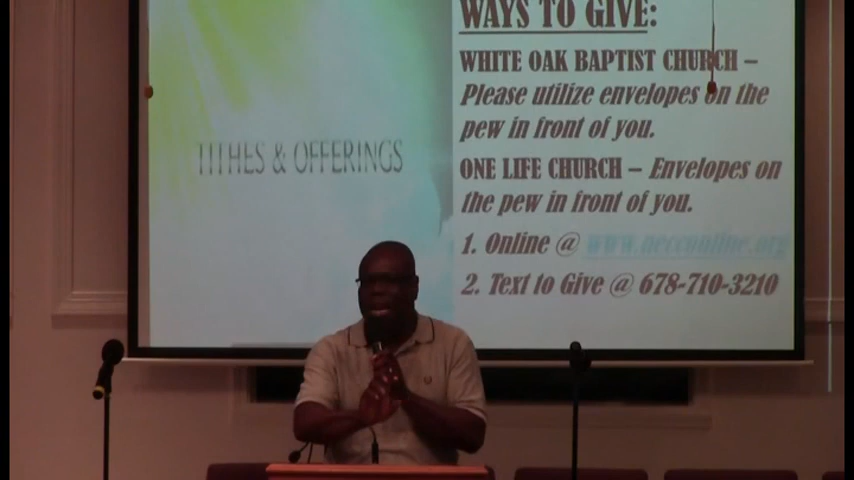 WAYS TO GIVE:
WHITE OAK BAPTIST CHURCH –
Please utilize envelopes on the
pew in front of you.
TITHES & OFFERINGS
ONE LIFE CHURCH – Envelopes on
the pew in front of you.
1. Online @
2. Text to Give @ 678-710-3210